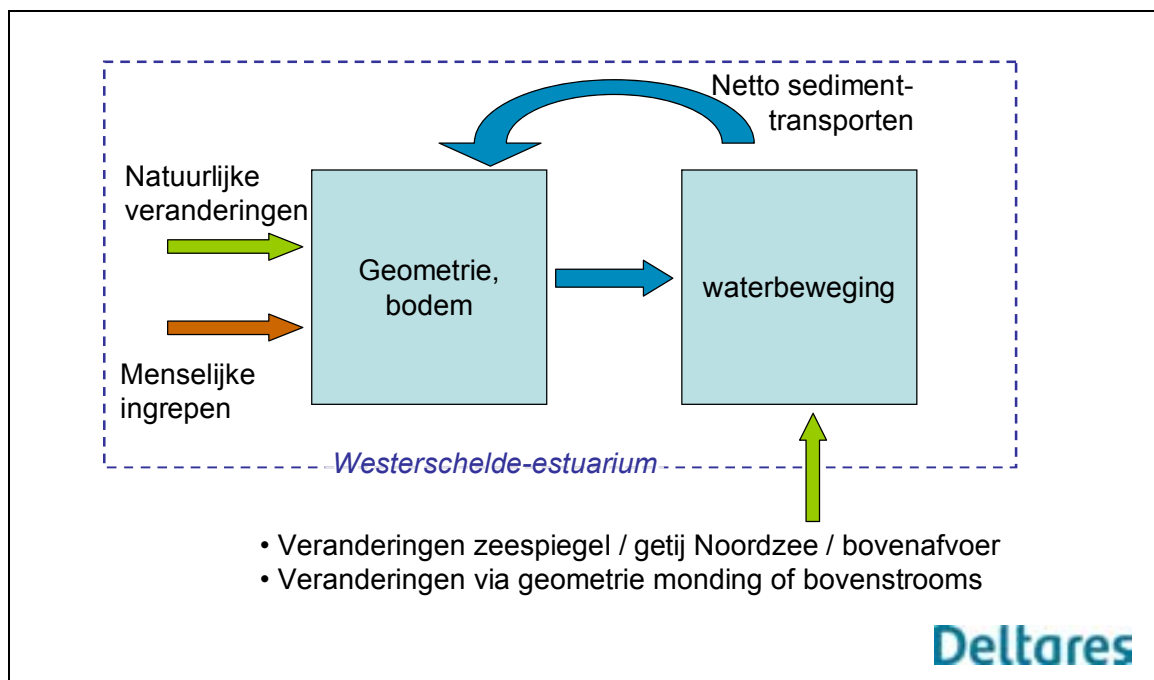 Netto sediment-
transporten
Natuurlijke
veranderingen
Geometrie,
bodem
waterbeweging
Menselijke
ingrepen
Westerschelde-estuarium
• Veranderingen zeespiegel / getij Noordzee / bovenafvoer
• Veranderingen via geometrie monding of bovenstrooms
Deltares